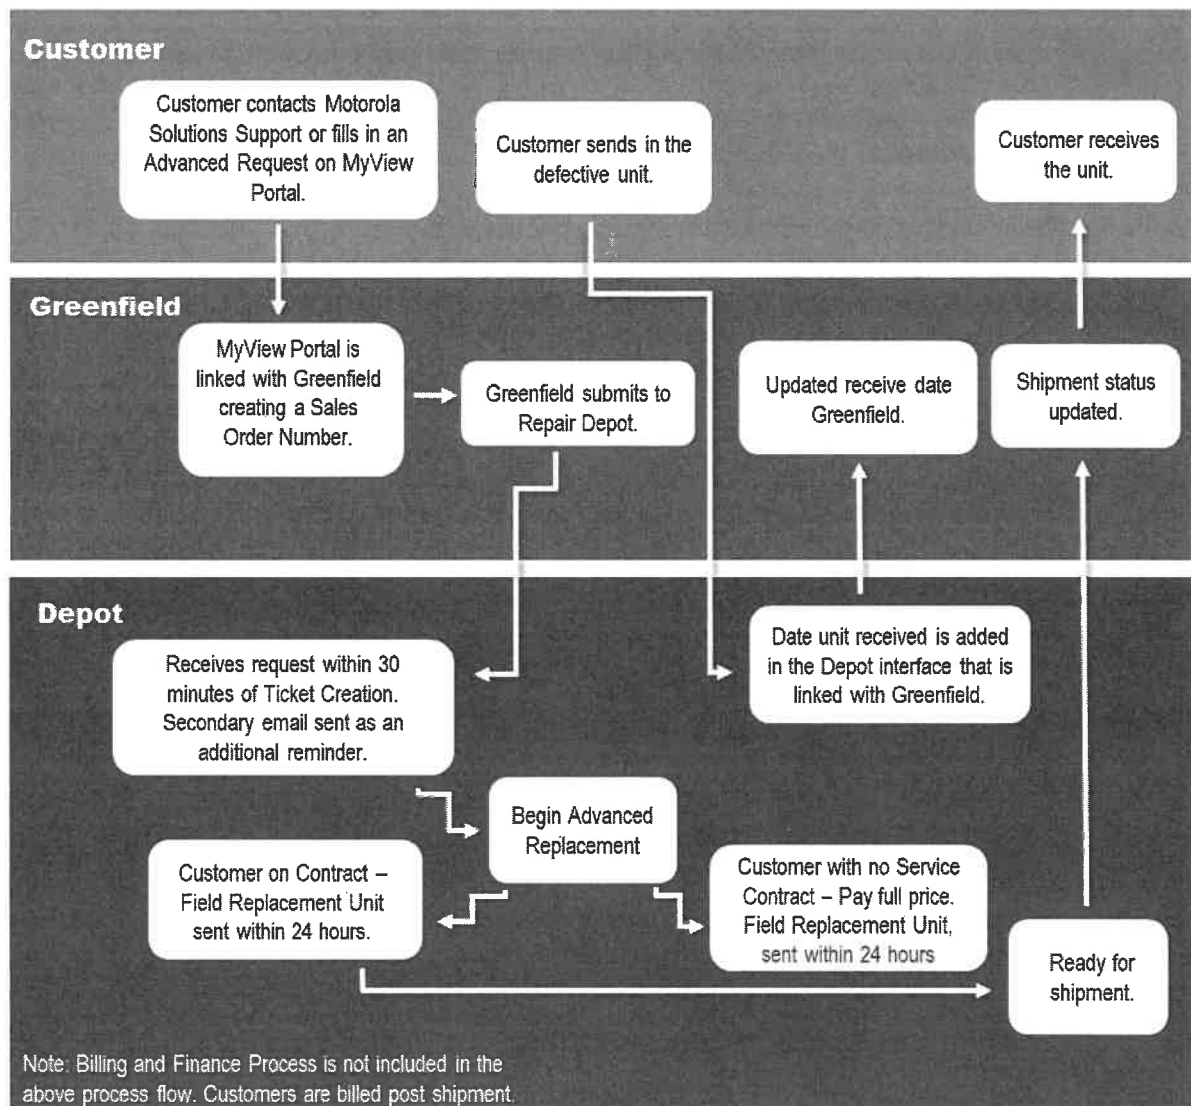 Customer
Customer contacts Motorola
Solutions Support or fills in an
Advanced Request on MyView
Portal.
Customer sends in the
defective unit.
Customer receives
the unit.
Greenfield
MyView Portal is
linked with Greenfield
creating a Sales
Order Number.
Greenfield submits to
Repair Depot.
Updated receive date
Greenfield.
Shipment status
updated.
Depot
Receives request within 30
minutes of Ticket Creation.
Secondary email sent as an
additional reminder.
Date unit received is added
in the Depot interface that is
linked with Greenfield.
Begin Advanced
Replacement
Customer on Contract –
Field Replacement Unit
sent within 24 hours.
Customer with no Service
Contract – Pay full price.
Field Replacement Unit,
sent within 24 hours
Ready for
shipment.
Note: Billing and Finance Process is not included in the
above process flow. Customers are billed post shipment.